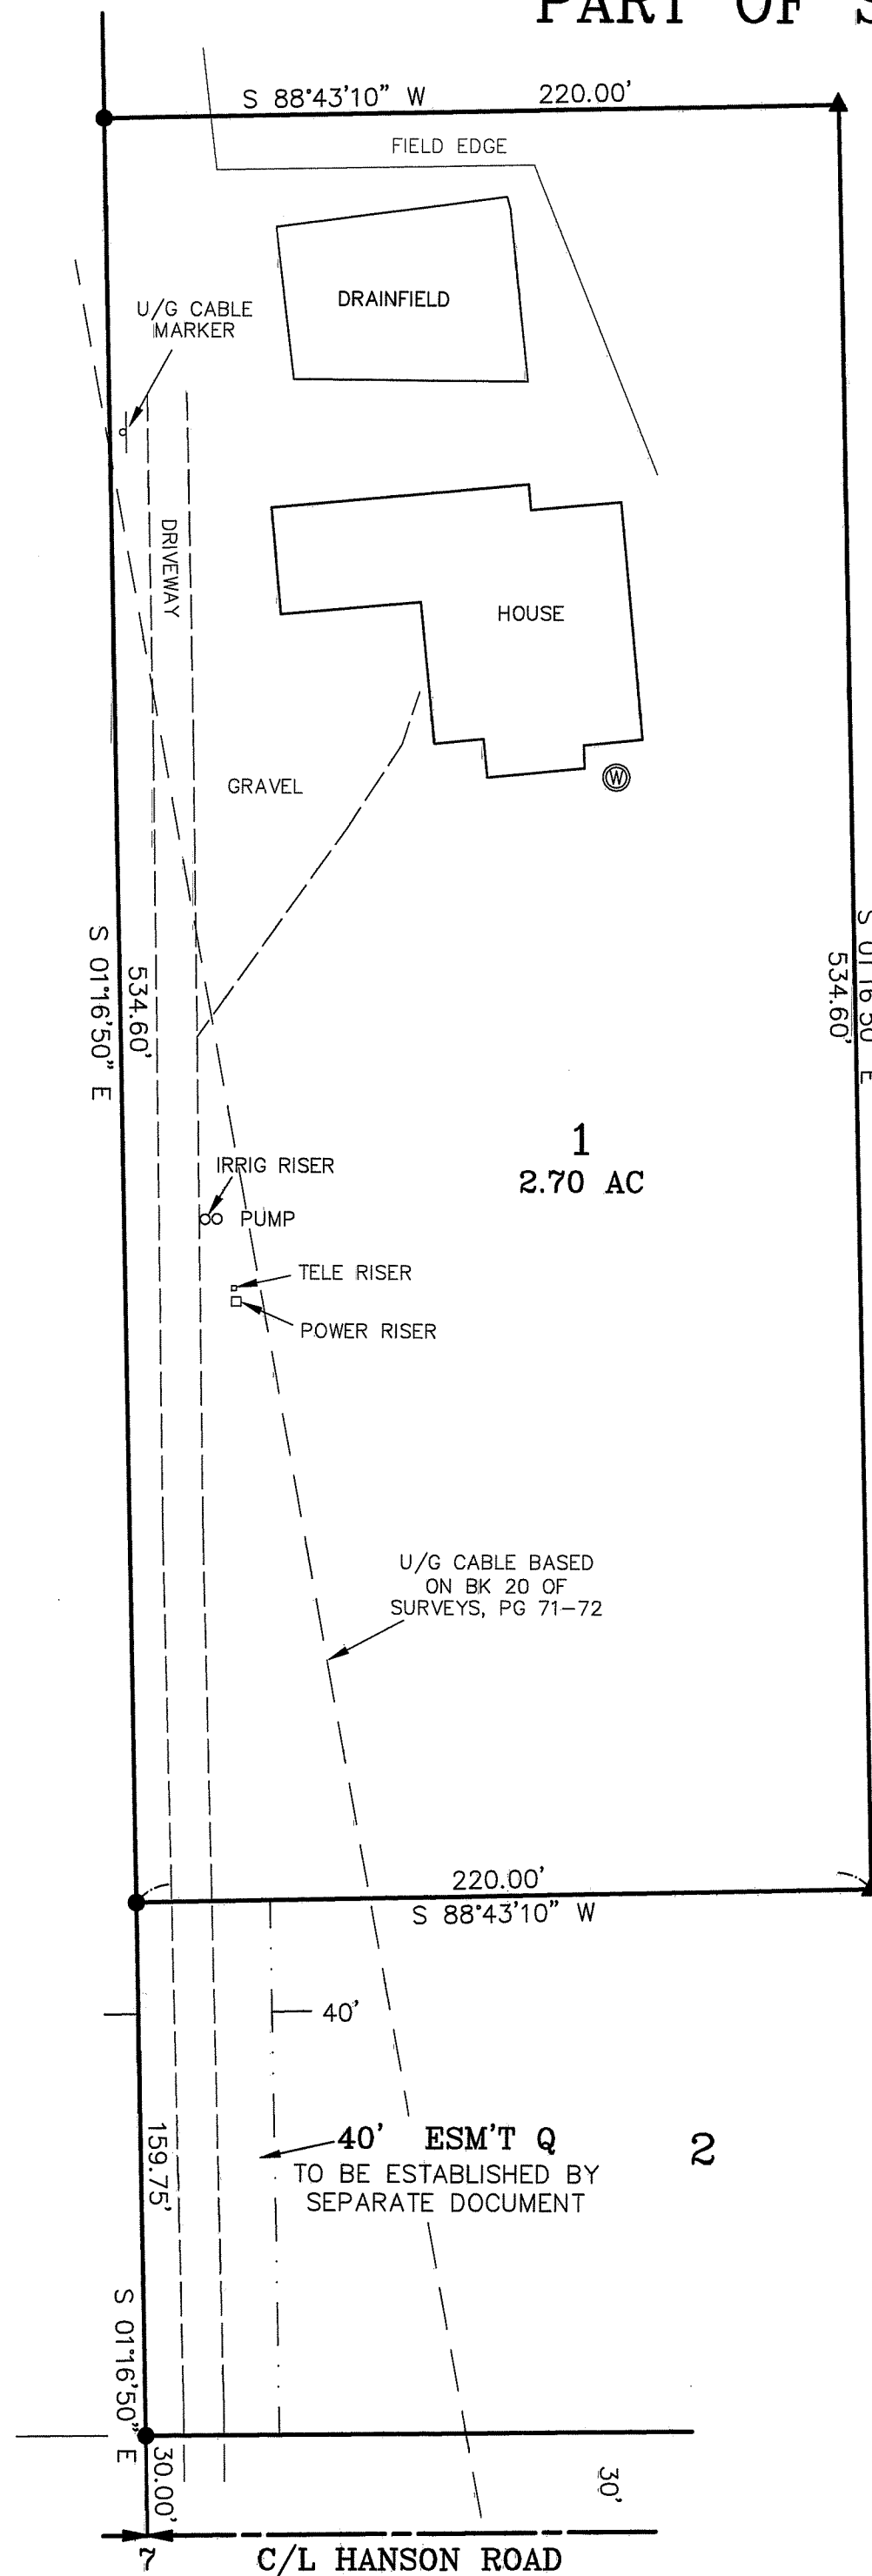 PART OF S
S 88°43'10" W 220.00'
FIELD EDGE
DRAINFIELD
U/G CABLE
MARKER
DRIVEWAY
HOUSE
W
GRAVEL
S 01°16'50" E
534.60'
S 01°16'50" E
534.60'
1
2.70 AC
IRRIG RISER
PUMP
TELE RISER
POWER RISER
U/G CABLE BASED
ON BK 20 OF
SURVEYS, PG 71-72
220.00'
S 88°43'10" W
40'
159.75'
40' ESM'T Q
TO BE ESTABLISHED BY
SEPARATE DOCUMENT
2
S 01°16'50" E
30.00'
30'
7
C/L HANSON ROAD